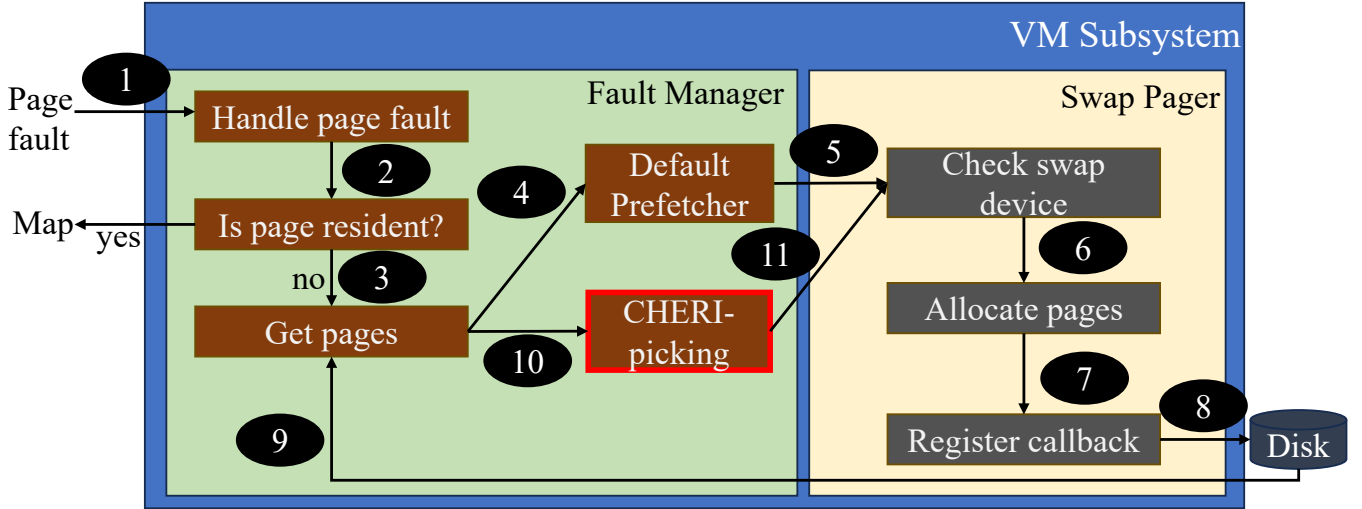 VM Subsystem
Fault Manager
Swap Pager
Page
fault
1
Handle page fault
2
Map
yes
Is page resident?
no
3
Get pages
4
Default
Prefetcher
5
10
CHERI-
picking
11
Check swap
device
6
Allocate pages
7
Register callback
8
Disk
9